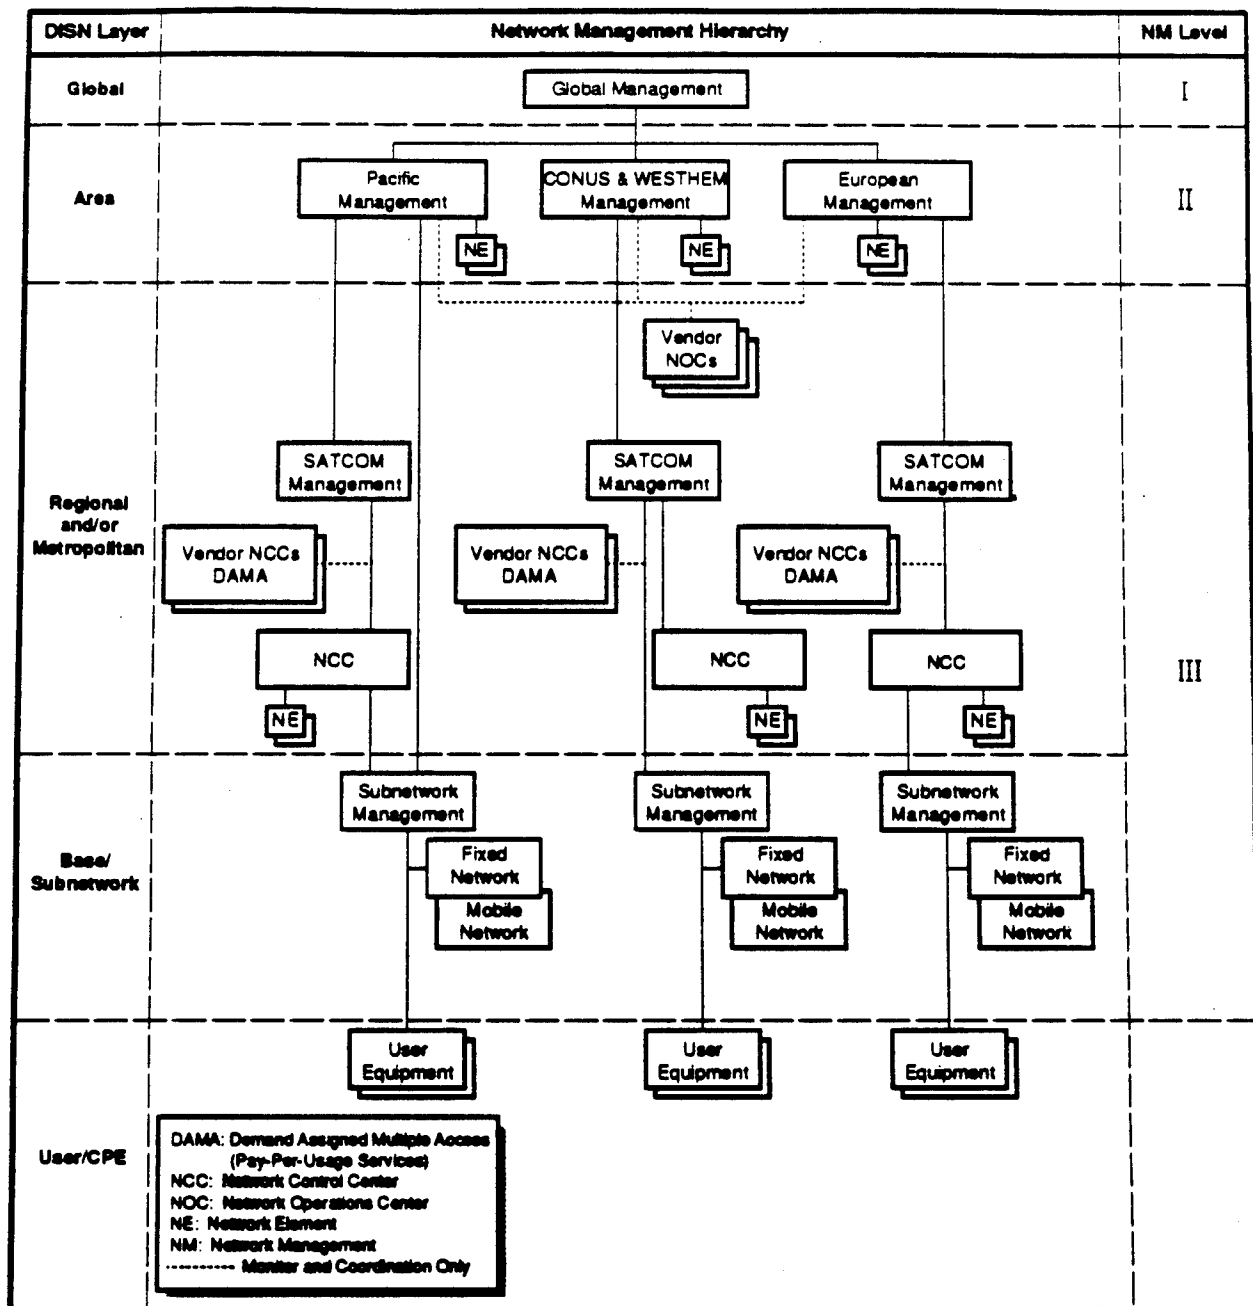 DISN Layer
Network Management Hierarchy
NM Level
Global
Global Management
I
Area
Pacific
Management
CONUS & WESTHEM
Management
European
Management
II
NE
NE
NE
Vendor
NOCs
Regional
and/or
Metropolitan
SATCOM
Management
SATCOM
Management
SATCOM
Management
Vendor NCCs
DAMA
Vendor NCCs
DAMA
Vendor NCCs
DAMA
NCC
NCC
NCC
III
NE
NE
NE
Base/
Subnetwork
Subnetwork
Management
Subnetwork
Management
Subnetwork
Management
Fixed
Network
Fixed
Network
Fixed
Network
Mobile
Network
Mobile
Network
Mobile
Network
User/CPE
User
Equipment
User
Equipment
User
Equipment
DAMA: Demand Assigned Multiple Access
(Pay-Per-Usage Services)
NCC: Network Control Center
NOC: Network Operations Center
NE: Network Element
NM: Network Management
Monitor and Coordination Only